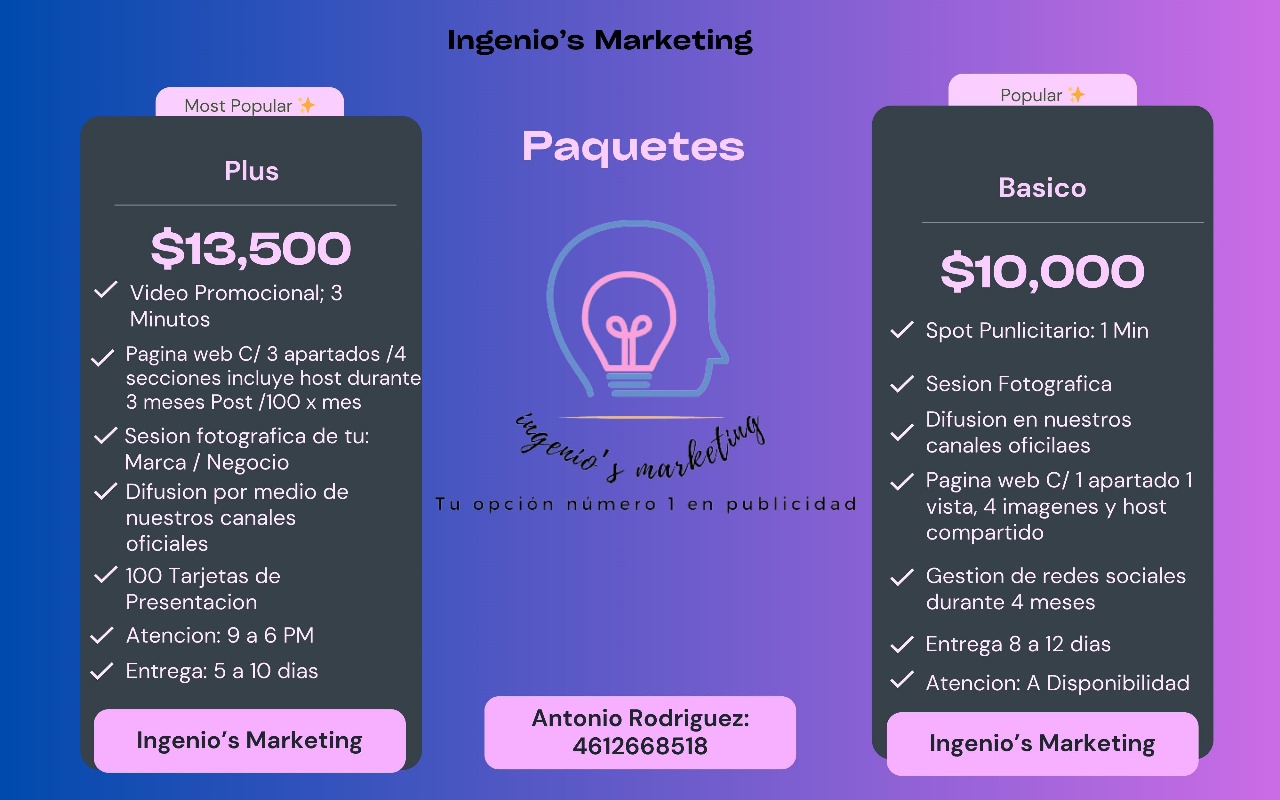 Ingenio's Marketing
Most Popular
Plus
$13,500
Video Promocional; 3
Minutos
Pagina web C/ 3 apartados /4
secciones incluye host durante
3 meses Post /100 x mes
Sesion fotografica de tu:
Marca / Negocio
Difusion por medio de
nuestros canales
oficiales
100 Tarjetas de
Presentacion
Atencion: 9 a 6 PM
Entrega: 5 a 10 dias
Ingenio's Marketing
Paquetes
ingenio's marketing
Tu opción número 1 en publicidad
Antonio Rodriguez:
4612668518
Popular
Basico
$10,000
Spot Punlicitario: 1 Min
Sesion Fotografica
Difusion en nuestros
canales oficilaes
Pagina web C/ 1 apartado 1
vista, 4 imagenes y host
compartido
Gestion de redes sociales
durante 4 meses
Entrega 8 a 12 dias
Atencion: A Disponibilidad
Ingenio's Marketing